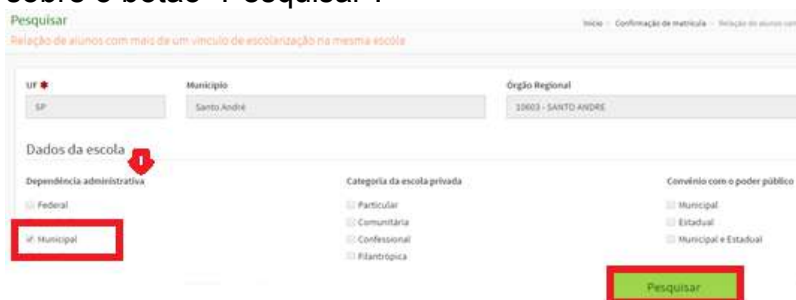 sobre o botão "Pesquisar".
Pesquisar
Início Confirmação de matrícula Relação de alunos com
Relação de alunos com mais de um vínculo de escolarização na mesma escola
UF Município Órgão Regional
SP Santo André 10603 - SANTO ANDRE
Dados da escola
Dependência administrativa Categoria da escola privada Convênio com o poder público
Federal Particular Municipal
Comunitária Estadual
Municipal Confessional Municipal e Estadual
Filantrópica
Pesquisar